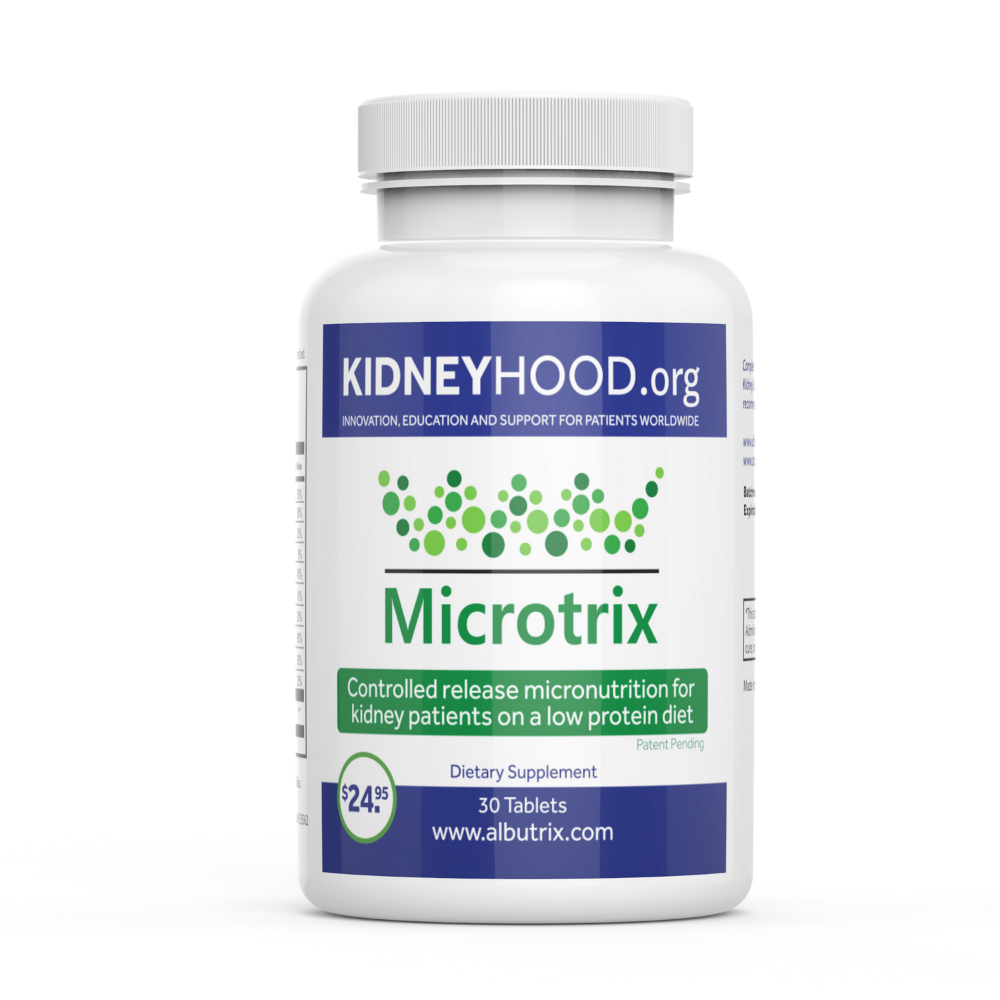 KIDNEYHOOD.org
INNOVATION, EDUCATION AND SUPPORT FOR PATIENTS WORLDWIDE
Microtrix
Controlled release micronutrition for
kidney patients on a low protein diet
Patent Pending
Dietary Supplement
$24.95
30 Tablets
www.albutrix.com